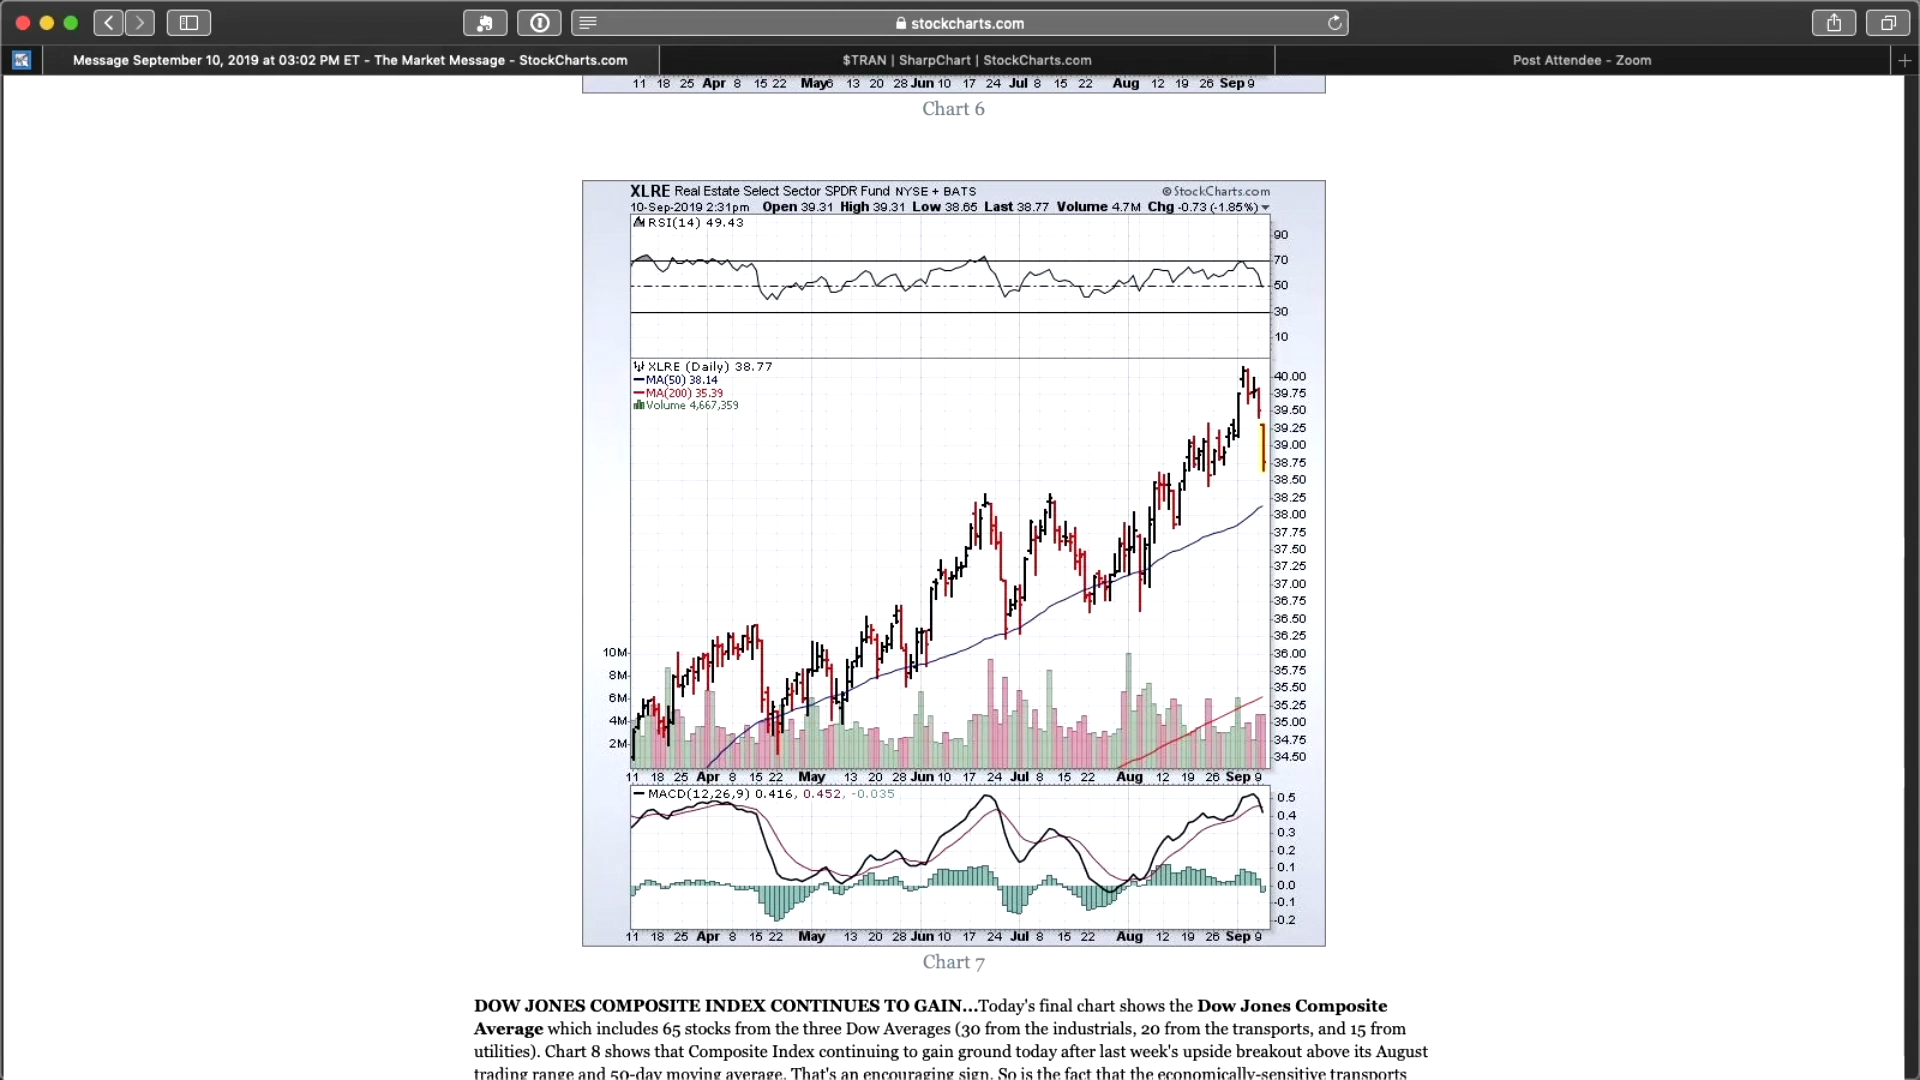 stockcharts.com
Message September 10, 2019 at 03:02 PM ET - The Market Message - StockCharts.com
$TRAN | SharpChart | StockCharts.com
Post Attendee - Zoom
11 18 25 Apr 8 15 22 May6 13 20 28 Jun 10 17 24 Jul 8 15 22 Aug 12 19 26 Sep 9
Chart 6
XLRE Real Estate Select Sector SPDR Fund NYSE + BATS
© StockCharts.com
10-Sep-2019 2:31pm Open 39.31 High 39.31 Low 38.65 Last 38.77 Volume 4.7M Chg -0.73 (-1.85%)
RSI(14) 49.43
90
70
50
30
10
XLRE (Daily) 38.77
MA(50) 38.14
MA(200) 35.39
Volume 4,667,359
40.00
39.75
39.50
39.25
39.00
38.75
38.50
38.25
38.00
37.75
37.50
37.25
37.00
36.75
36.50
36.25
36.00
35.75
35.50
35.25
35.00
34.75
34.50
10M
8M
6M
4M
2M
11 18 25 Apr 8 15 22 May 13 20 28 Jun 10 17 24 Jul 8 15 22 Aug 12 19 26 Sep 9
MACD(12,26,9) 0.416, 0.452, -0.035
0.5
0.4
0.3
0.2
0.1
0.0
-0.1
-0.2
11 18 25 Apr 8 15 22 May 13 20 28 Jun 10 17 24 Jul 8 15 22 Aug 12 19 26 Sep 9
Chart 7
DOW JONES COMPOSITE INDEX CONTINUES TO GAIN...Today's final chart shows the Dow Jones Composite
Average which includes 65 stocks from the three Dow Averages (30 from the industrials, 20 from the transports, and 15 from
utilities). Chart 8 shows that Composite Index continuing to gain ground today after last week's upside breakout above its August
trading range and 50-day moving average. That's an encouraging sign. So is the fact that the economically-sensitive transports